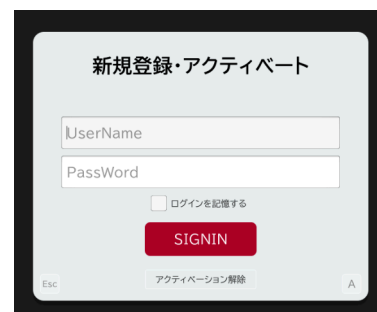 新規登録・アクティベート
UserName
PassWord
ログインを記憶する
SIGNIN
Esc
アクティベーション解除
A